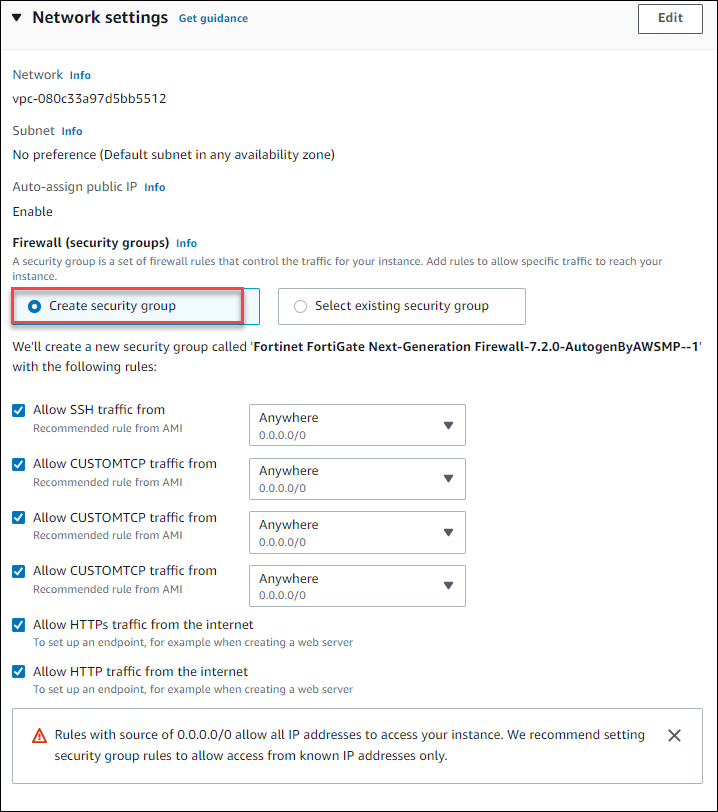 Network settings Get guidance
Edit
Network Info
vpc-080c33a97d5bb5512
Subnet Info
No preference (Default subnet in any availability zone)
Auto-assign public IP Info
Enable
Firewall (security groups) Info
A security group is a set of firewall rules that control the traffic for your instance. Add rules to allow specific traffic to reach your
instance.
Create security group
Select existing security group
We'll create a new security group called 'Fortinet FortiGate Next-Generation Firewall-7.2.0-AutogenByAWSMP--1'
with the following rules:
Allow SSH traffic from
Recommended rule from AMI
Anywhere
0.0.0.0/0
Allow CUSTOMTCP traffic from
Recommended rule from AMI
Anywhere
0.0.0.0/0
Allow CUSTOMTCP traffic from
Recommended rule from AMI
Anywhere
0.0.0.0/0
Allow CUSTOMTCP traffic from
Recommended rule from AMI
Anywhere
0.0.0.0/0
Allow HTTPs traffic from the internet
To set up an endpoint, for example when creating a web server
Allow HTTP traffic from the internet
To set up an endpoint, for example when creating a web server
Rules with source of 0.0.0.0/0 allow all IP addresses to access your instance. We recommend setting
security group rules to allow access from known IP addresses only.